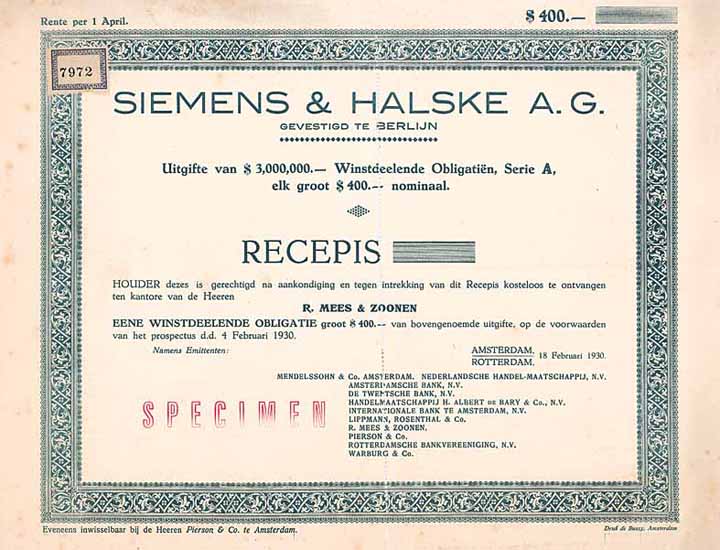 Rente per 1 April.
$ 400.—
7972
SIEMENS & HALSKE A. G.
GEVESTIGD TE BERLIJN
Uitgifte van $ 3,000,000.— Winstdeelende Obligatiën, Serie A,
elk groot $ 400.-- nominaal.
RECEPIS
HOUDER dezes is gerechtigd na aankondiging en tegen intrekking van dit Recepis kosteloos te ontvangen
ten kantore van de Heeren
R. MEES & ZOONEN
EENE WINSTDEELENDE OBLIGATIE groot $ 400.-- van bovengenoemde uitgifte, op de voorwaarden
van het prospectus d.d. 4 Februari 1930.
Namens Emittenten:
AMSTERDAM.
ROTTERDAM.
18 Februari 1930.
MENDELSSOHN & Co. AMSTERDAM. NEDERLANDSCHE HANDEL-MAATSCHAPPIJ, N.V.
AMSTERDAMSCHE BANK, N.V.
DE TWENTSCHE BANK, N.V.
HANDELMAATSCHAPPIJ H. ALBERT DE BARY & Co., N.V.
INTERNATIONALE BANK TE AMSTERDAM, N.V.
LIPPMANN, ROSENTHAL & Co.
R. MEES & ZOONEN.
PIERSON & Co.
ROTTERDAMSCHE BANKVEREENIGING, N.V.
WARBURG & Co.
SPECIMEN
Eveneens inwisselbaar bij de Heeren Pierson & Co. te Amsterdam.
Druk de Bussy, Amsterdam